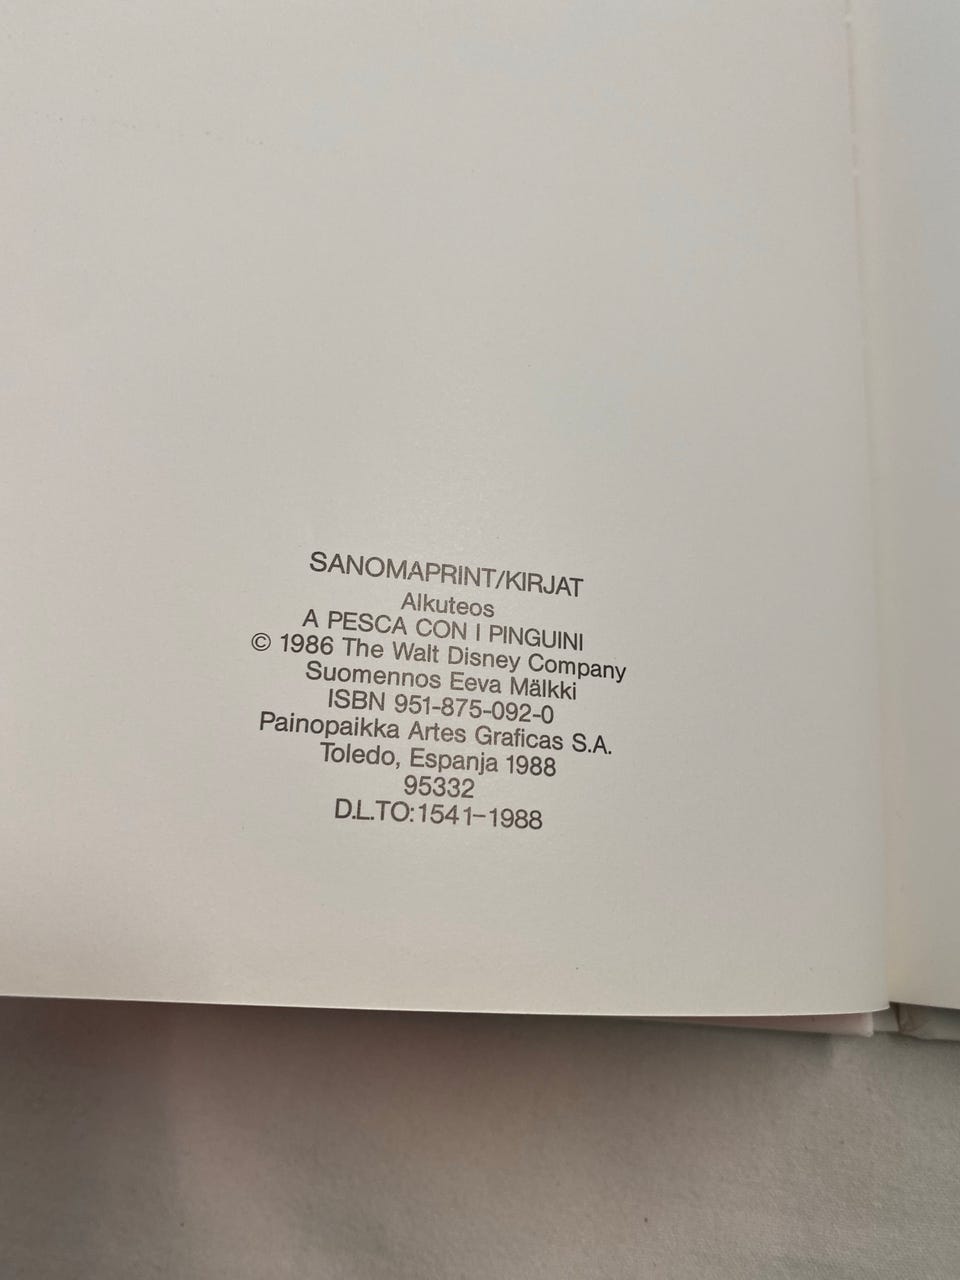 SANOMAPRINT/KIRJAT
Alkuteos
A PESCA CON I PINGUINI
© 1986 The Walt Disney Company
Suomennos Eeva Mälkki
ISBN 951-875-092-0
Painopaikka Artes Graficas S.A.
Toledo, Espanja 1988
95332
D.L.TO:1541-1988